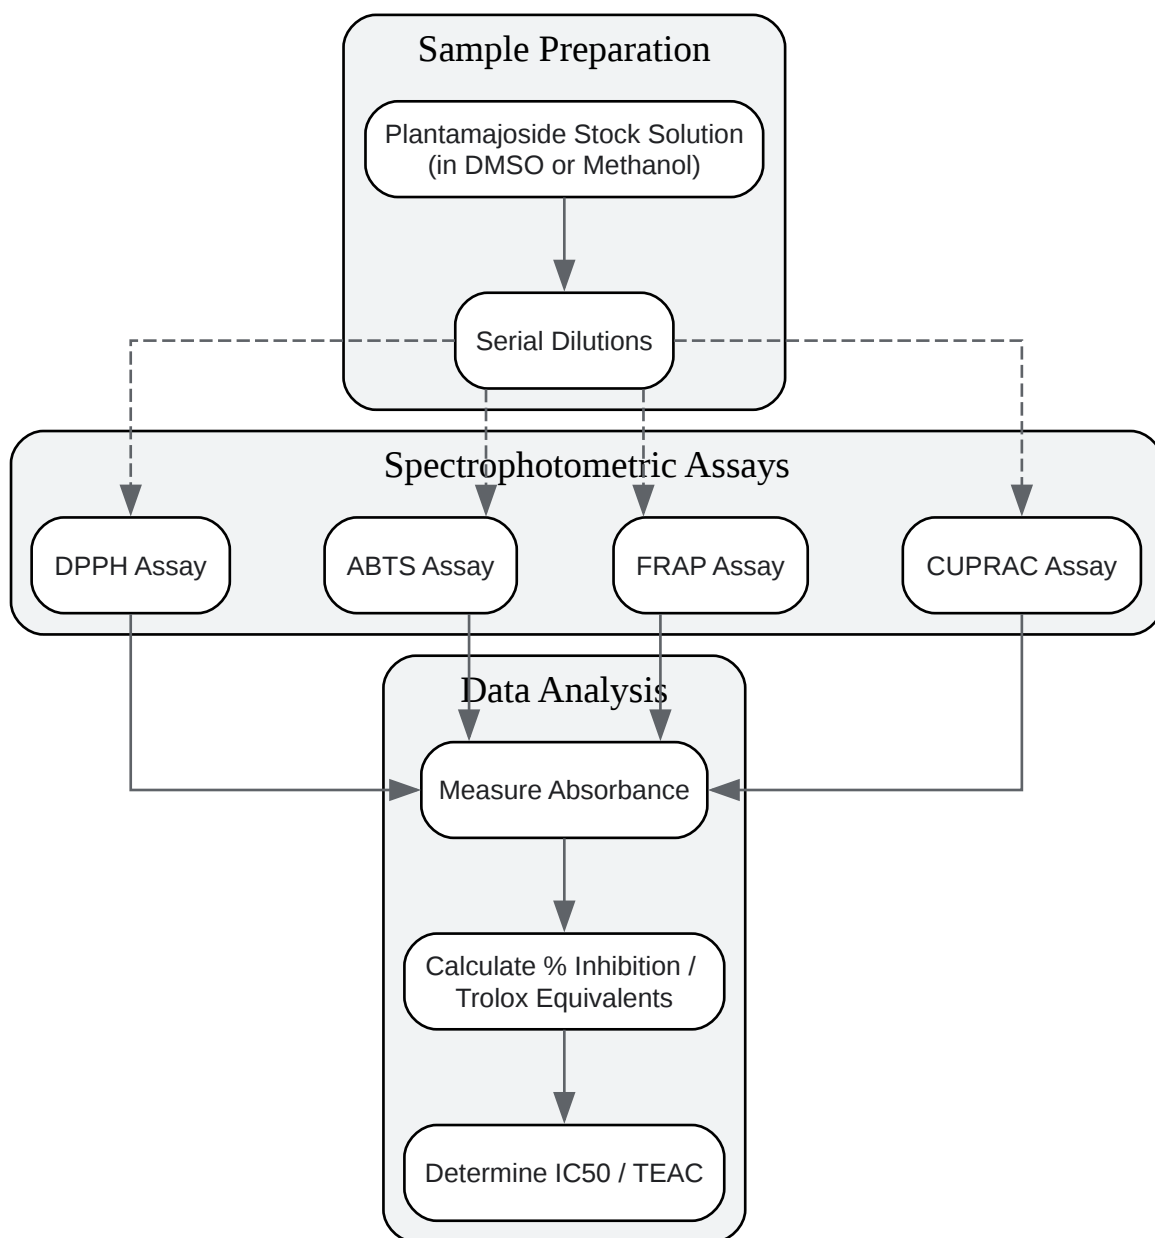 Sample Preparation
Plantamajoside Stock Solution
(in DMSO or Methanol)
Serial Dilutions
Spectrophotometric Assays
DPPH Assay
ABTS Assay
FRAP Assay
CUPRAC Assay
Data Analysis
Measure Absorbance
Calculate % Inhibition /
Trolox Equivalents
Determine IC50 / TEAC